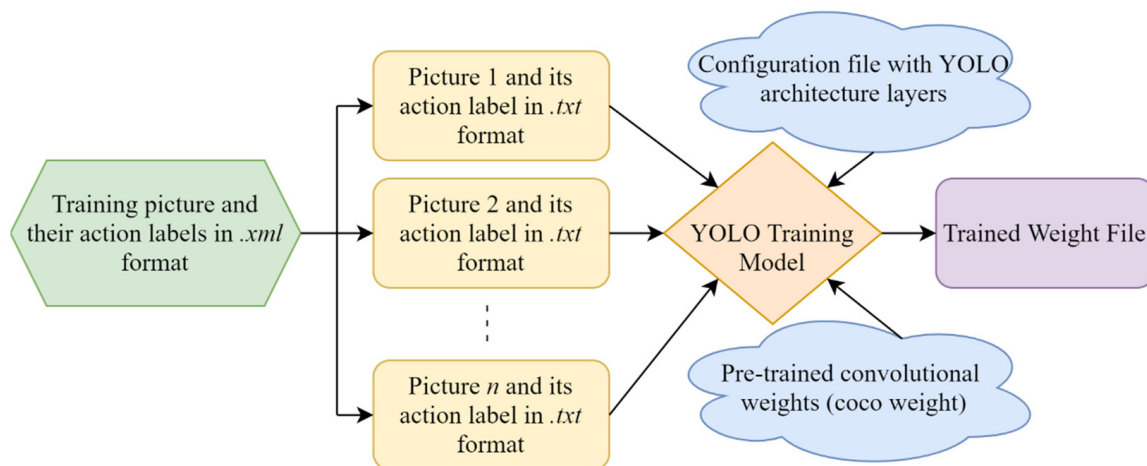 Training picture and
their action labels in .xml
format
Picture 1 and its
action label in .txt
format
Picture 2 and its
action label in .txt
format
Picture n and its
action label in .txt
format
Configuration file with YOLO
architecture layers
YOLO Training
Model
Pre-trained convolutional
weights (coco weight)
Trained Weight File